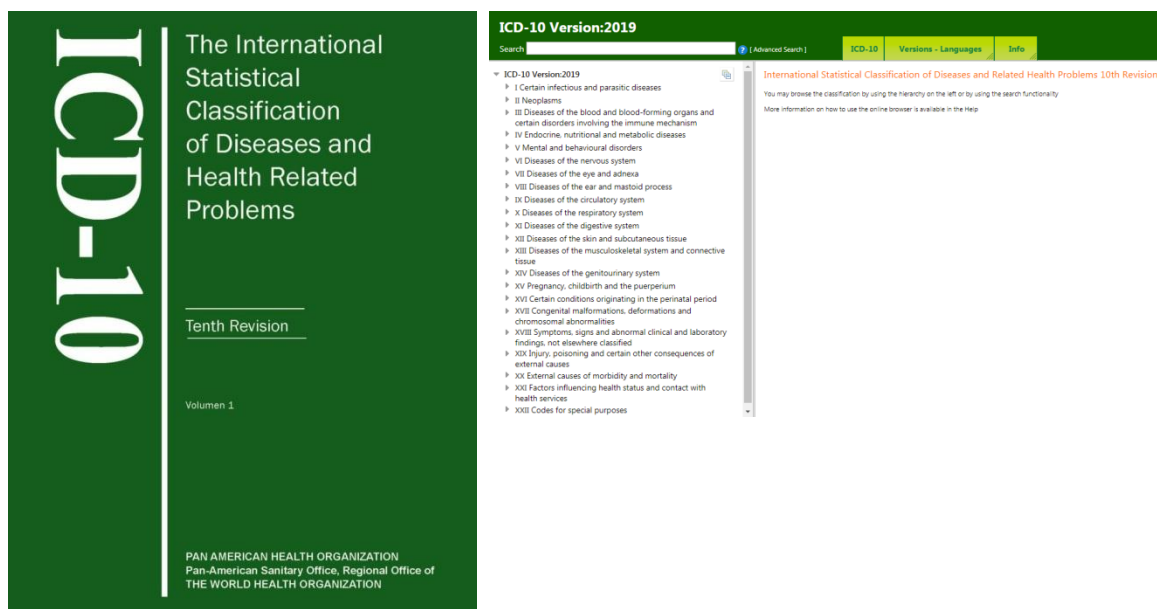 ICD-10
The International
Statistical
Classification
of Diseases and
Health Related
Problems
Tenth Revision
Volumen 1
PAN AMERICAN HEALTH ORGANIZATION
Pan-American Sanitary Office, Regional Office of
THE WORLD HEALTH ORGANIZATION
ICD-10 Version:2019
Search ? [ Advanced Search ] ICD-10 Versions - Languages Info
ICD-10 Version:2019
I Certain infectious and parasitic diseases
II Neoplasms
III Diseases of the blood and blood-forming organs and
certain disorders involving the immune mechanism
IV Endocrine, nutritional and metabolic diseases
V Mental and behavioural disorders
VI Diseases of the nervous system
VII Diseases of the eye and adnexa
VIII Diseases of the ear and mastoid process
IX Diseases of the circulatory system
X Diseases of the respiratory system
XI Diseases of the digestive system
XII Diseases of the skin and subcutaneous tissue
XIII Diseases of the musculoskeletal system and connective
tissue
XIV Diseases of the genitourinary system
XV Pregnancy, childbirth and the puerperium
XVI Certain conditions originating in the perinatal period
XVII Congenital malformations, deformations and
chromosomal abnormalities
XVIII Symptoms, signs and abnormal clinical and laboratory
findings, not elsewhere classified
XIX Injury, poisoning and certain other consequences of
external causes
XX External causes of morbidity and mortality
XXI Factors influencing health status and contact with
health services
XXII Codes for special purposes
International Statistical Classification of Diseases and Related Health Problems 10th Revision
You may browse the classification by using the hierarchy on the left or by using the search functionality
More information on how to use the online browser is available in the Help